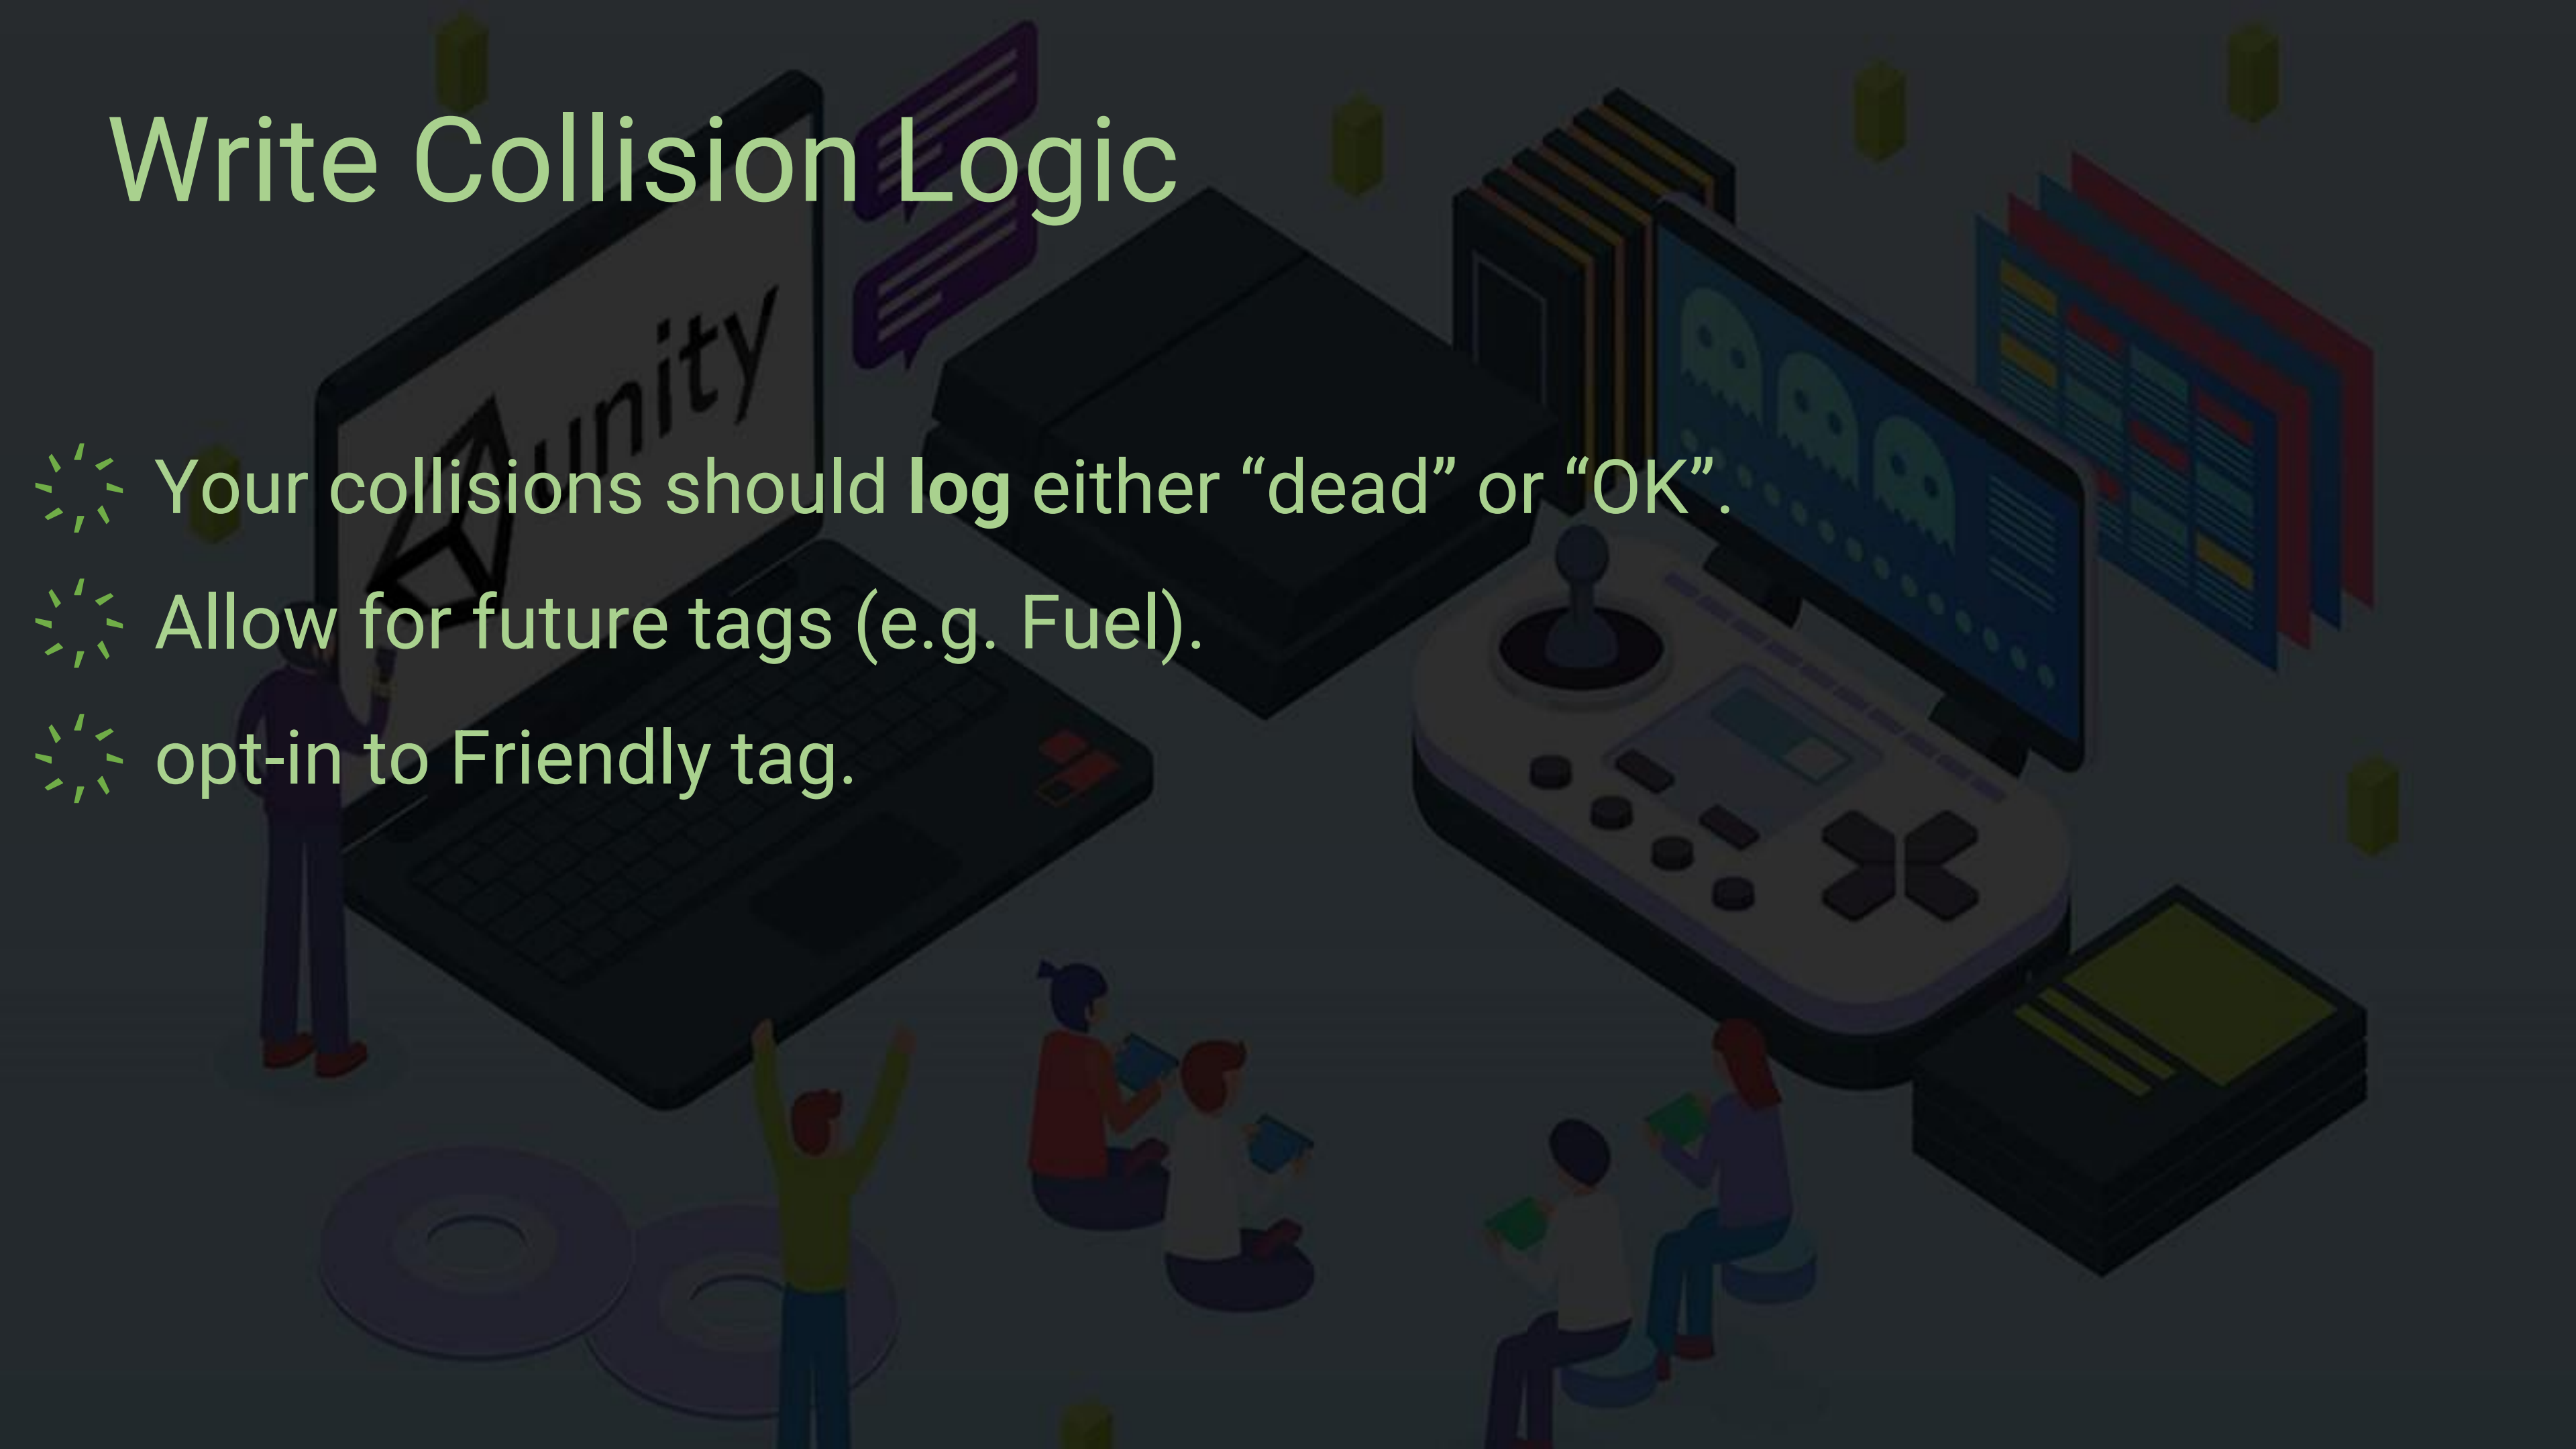 Write Collision Logic
unity
Your collisions should log either “dead” or “OK”.
Allow for future tags (e.g. Fuel).
opt-in to Friendly tag.